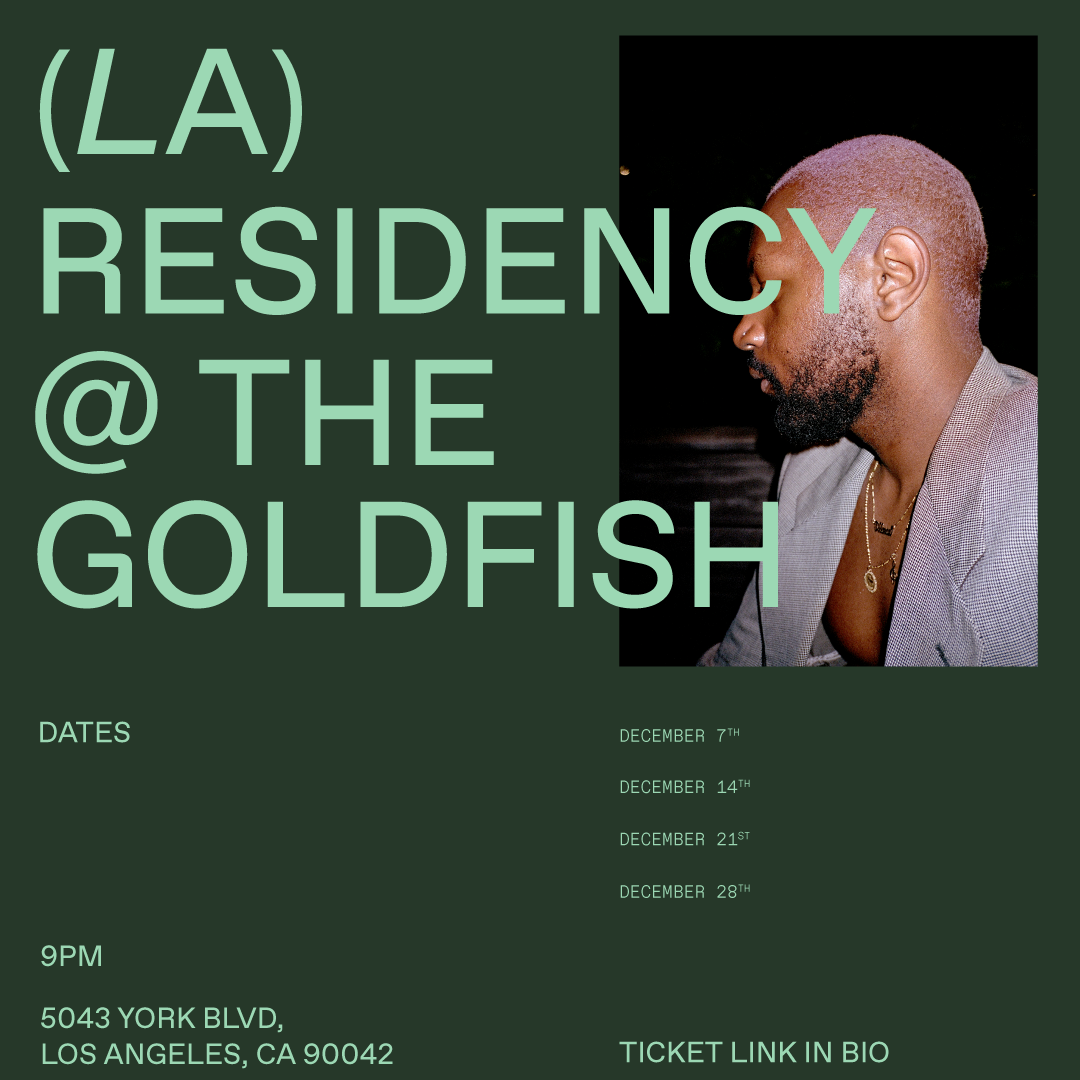 (LA)
RESIDENCY
@ THE
GOLDFISH
DATES
DECEMBER 7TH
DECEMBER 14TH
DECEMBER 21ST
DECEMBER 28TH
9PM
5043 YORK BLVD,
LOS ANGELES, CA 90042
TICKET LINK IN BIO